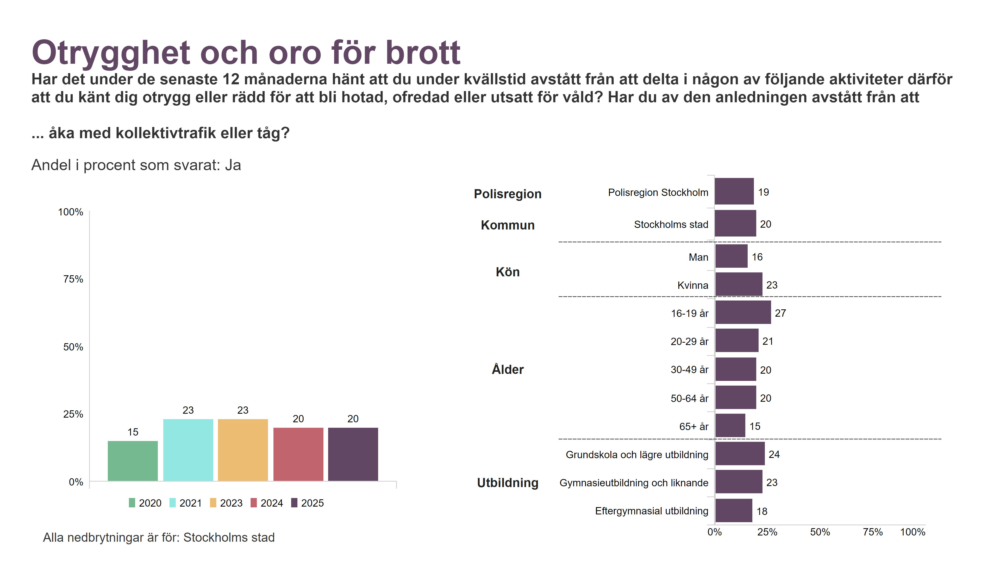 Otrygghet och oro för brott
Har det under de senaste 12 månaderna hänt att du under kvällstid avstått från att delta i någon av följande aktiviteter därför
att du känt dig otrygg eller rädd för att bli hotad, ofredad eller utsatt för våld? Har du av den anledningen avstått från att
... åka med kollektivtrafik eller tåg?
Andel i procent som svarat: Ja
100%
75%
50%
25%
0%
15
23
23
20
20
2020 2021 2023 2024 2025
Alla nedbrytningar är för: Stockholms stad
Polisregion
Polisregion Stockholm 19
Kommun
Stockholms stad 20
Kön
Man 16
Kvinna 23
Ålder
16-19 år 27
20-29 år 21
30-49 år 20
50-64 år 20
65+ år 15
Utbildning
Grundskola och lägre utbildning 24
Gymnasieutbildning och liknande 23
Eftergymnasial utbildning 18
0% 25% 50% 75% 100%